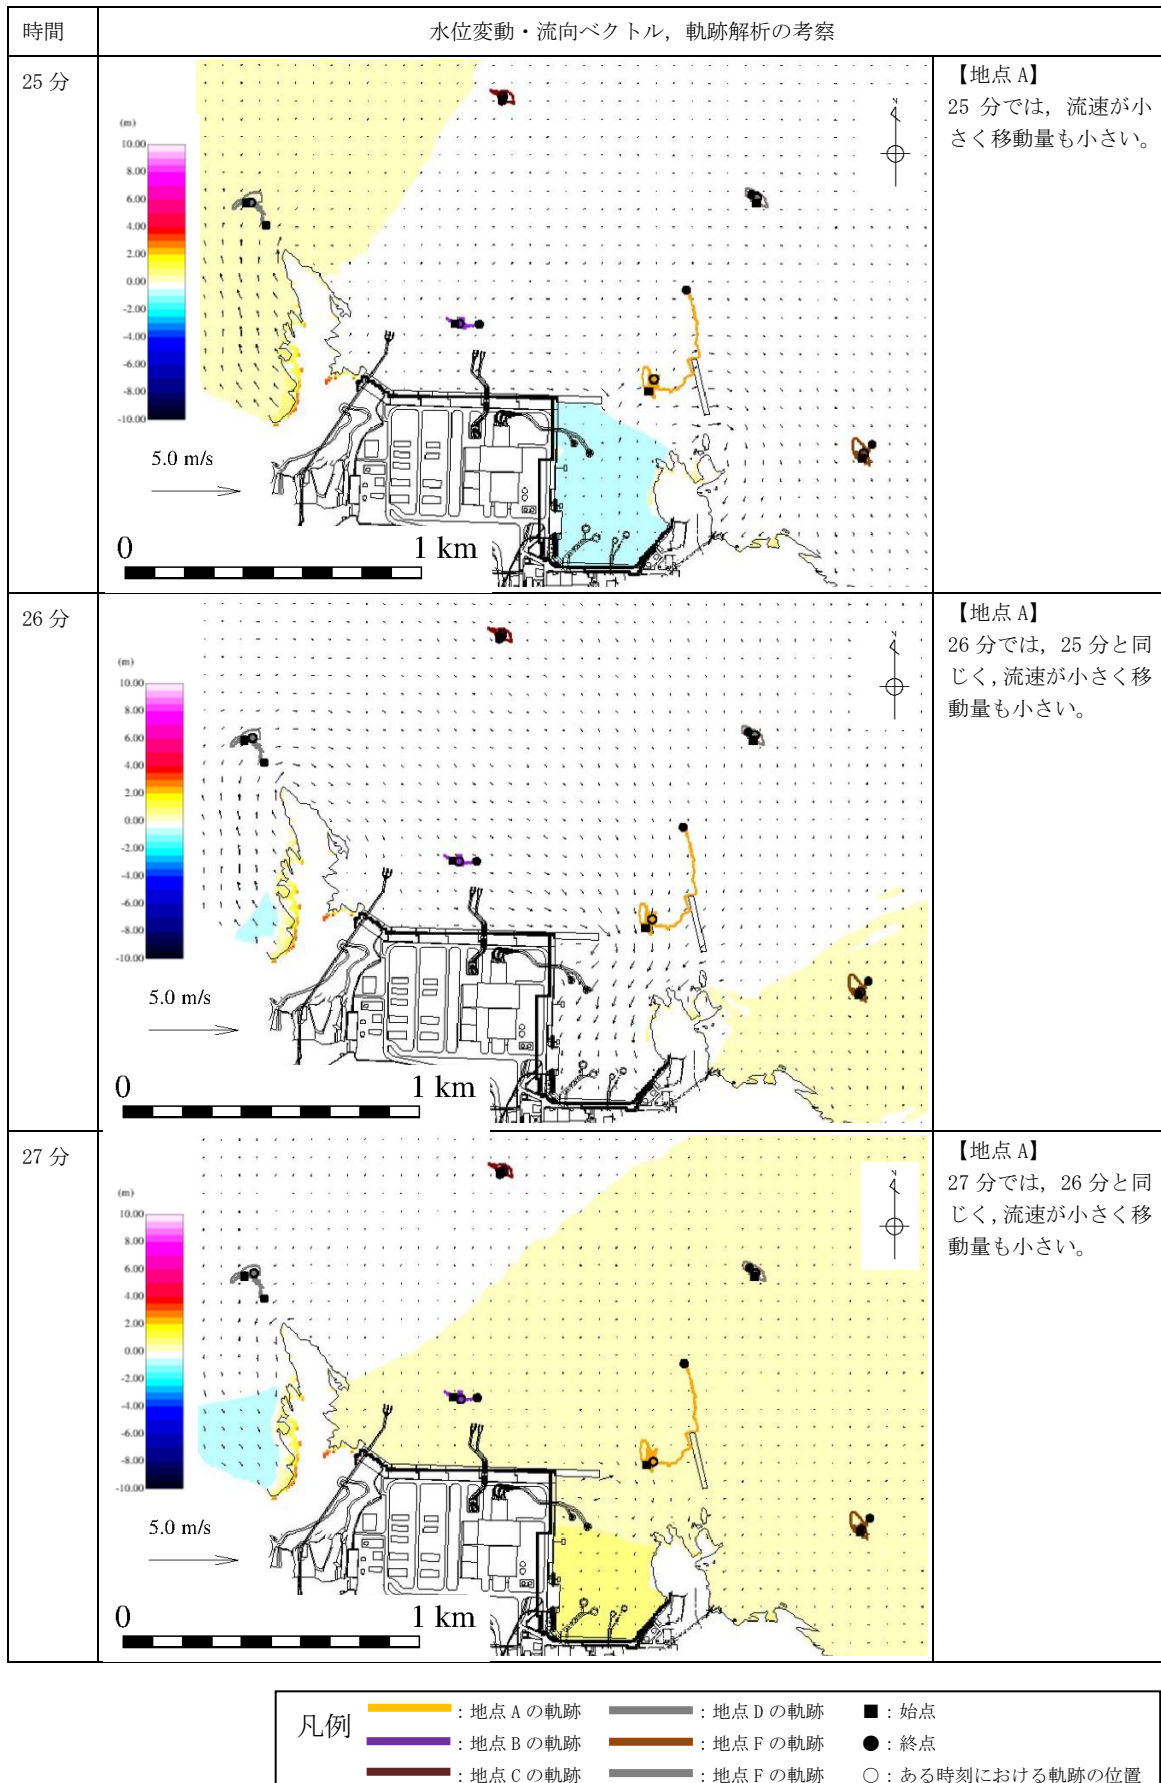 時間
水位変動・流向ベクトル，軌跡解析の考察
25 分
(m)
10.00
8.00
6.00
4.00
2.00
0.00
-2.00
-4.00
-6.00
-8.00
-10.00
5.0 m/s
0
1 km
N
【地点 A】
25 分では，流速が小
さく移動量も小さい。
26 分
(m)
10.00
8.00
6.00
4.00
2.00
0.00
-2.00
-4.00
-6.00
-8.00
-10.00
5.0 m/s
0
1 km
N
【地点 A】
26 分では，25 分と同
じく，流速が小さく移
動量も小さい。
27 分
(m)
10.00
8.00
6.00
4.00
2.00
0.00
-2.00
-4.00
-6.00
-8.00
-10.00
5.0 m/s
0
1 km
N
【地点 A】
27 分では，26 分と同
じく，流速が小さく移
動量も小さい。
凡例
：地点 A の軌跡
：地点 D の軌跡
■：始点
：地点 B の軌跡
：地点 F の軌跡
●：終点
：地点 C の軌跡
：地点 F の軌跡
○：ある時刻における軌跡の位置